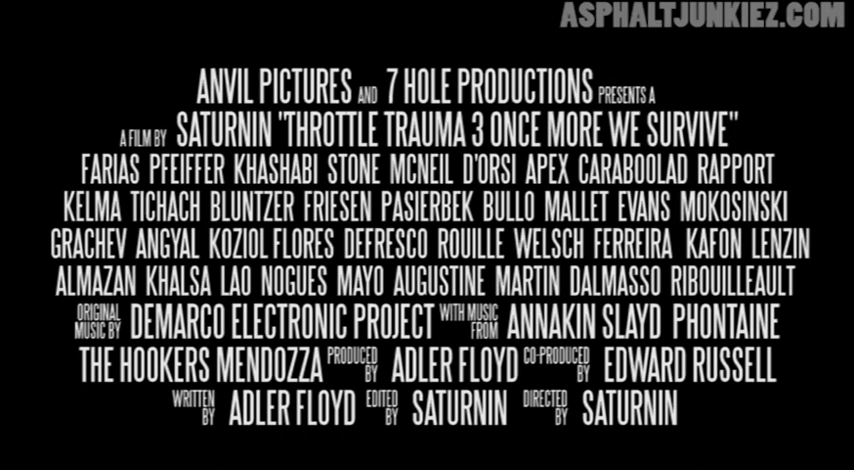 ASPHALTJUNKIEZ.COM
ANVIL PICTURES AND 7 HOLE PRODUCTIONS PRESENTS A
A FILM BY SATURNIN "THROTTLE TRAUMA 3 ONCE MORE WE SURVIVE"
FARIAS PFEIFFER KHASHABI STONE MCNEIL D'ORSI APEX CARABOOLAD RAPPORT
KELMA TICHACH BLUNTZER FRIESEN PASIERBEK BULLO MALLET EVANS MOKOSINSKI
GRACHEV ANGYAL KOZIOL FLORES DEFRESCO ROUILLE WELSCH FERREIRA KAFON LENZIN
ALMAZAN KHALSA LAO NOGUES MAYO AUGUSTINE MARTIN DALMASSO RIBOUILLEAULT
ORIGINAL MUSIC BY DEMARCO ELECTRONIC PROJECT WITH MUSIC FROM ANNAKIN SLAYD PHONTAINE
THE HOOKERS MENDOZZA PRODUCED BY ADLER FLOYD CO-PRODUCED BY EDWARD RUSSELL
WRITTEN BY ADLER FLOYD EDITED BY SATURNIN DIRECTED BY SATURNIN